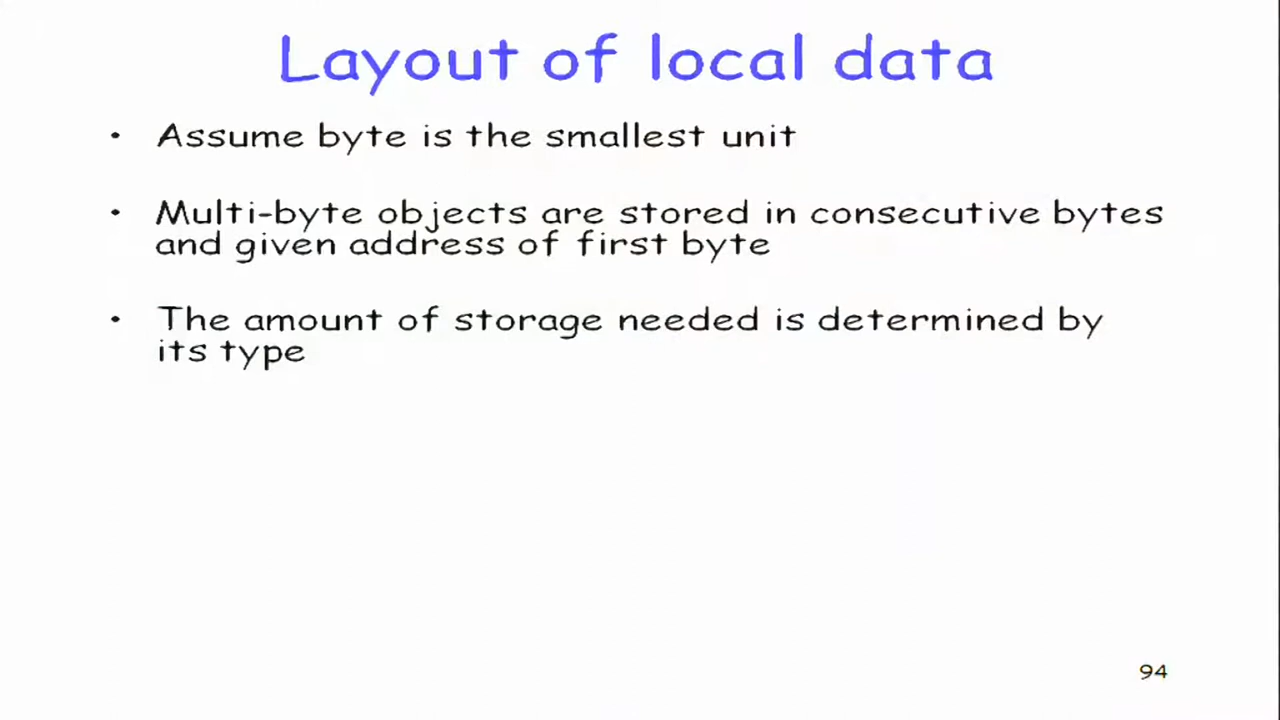 Layout of local data
• Assume byte is the smallest unit
• Multi-byte objects are stored in consecutive bytes
and given address of first byte
• The amount of storage needed is determined by
its type
94